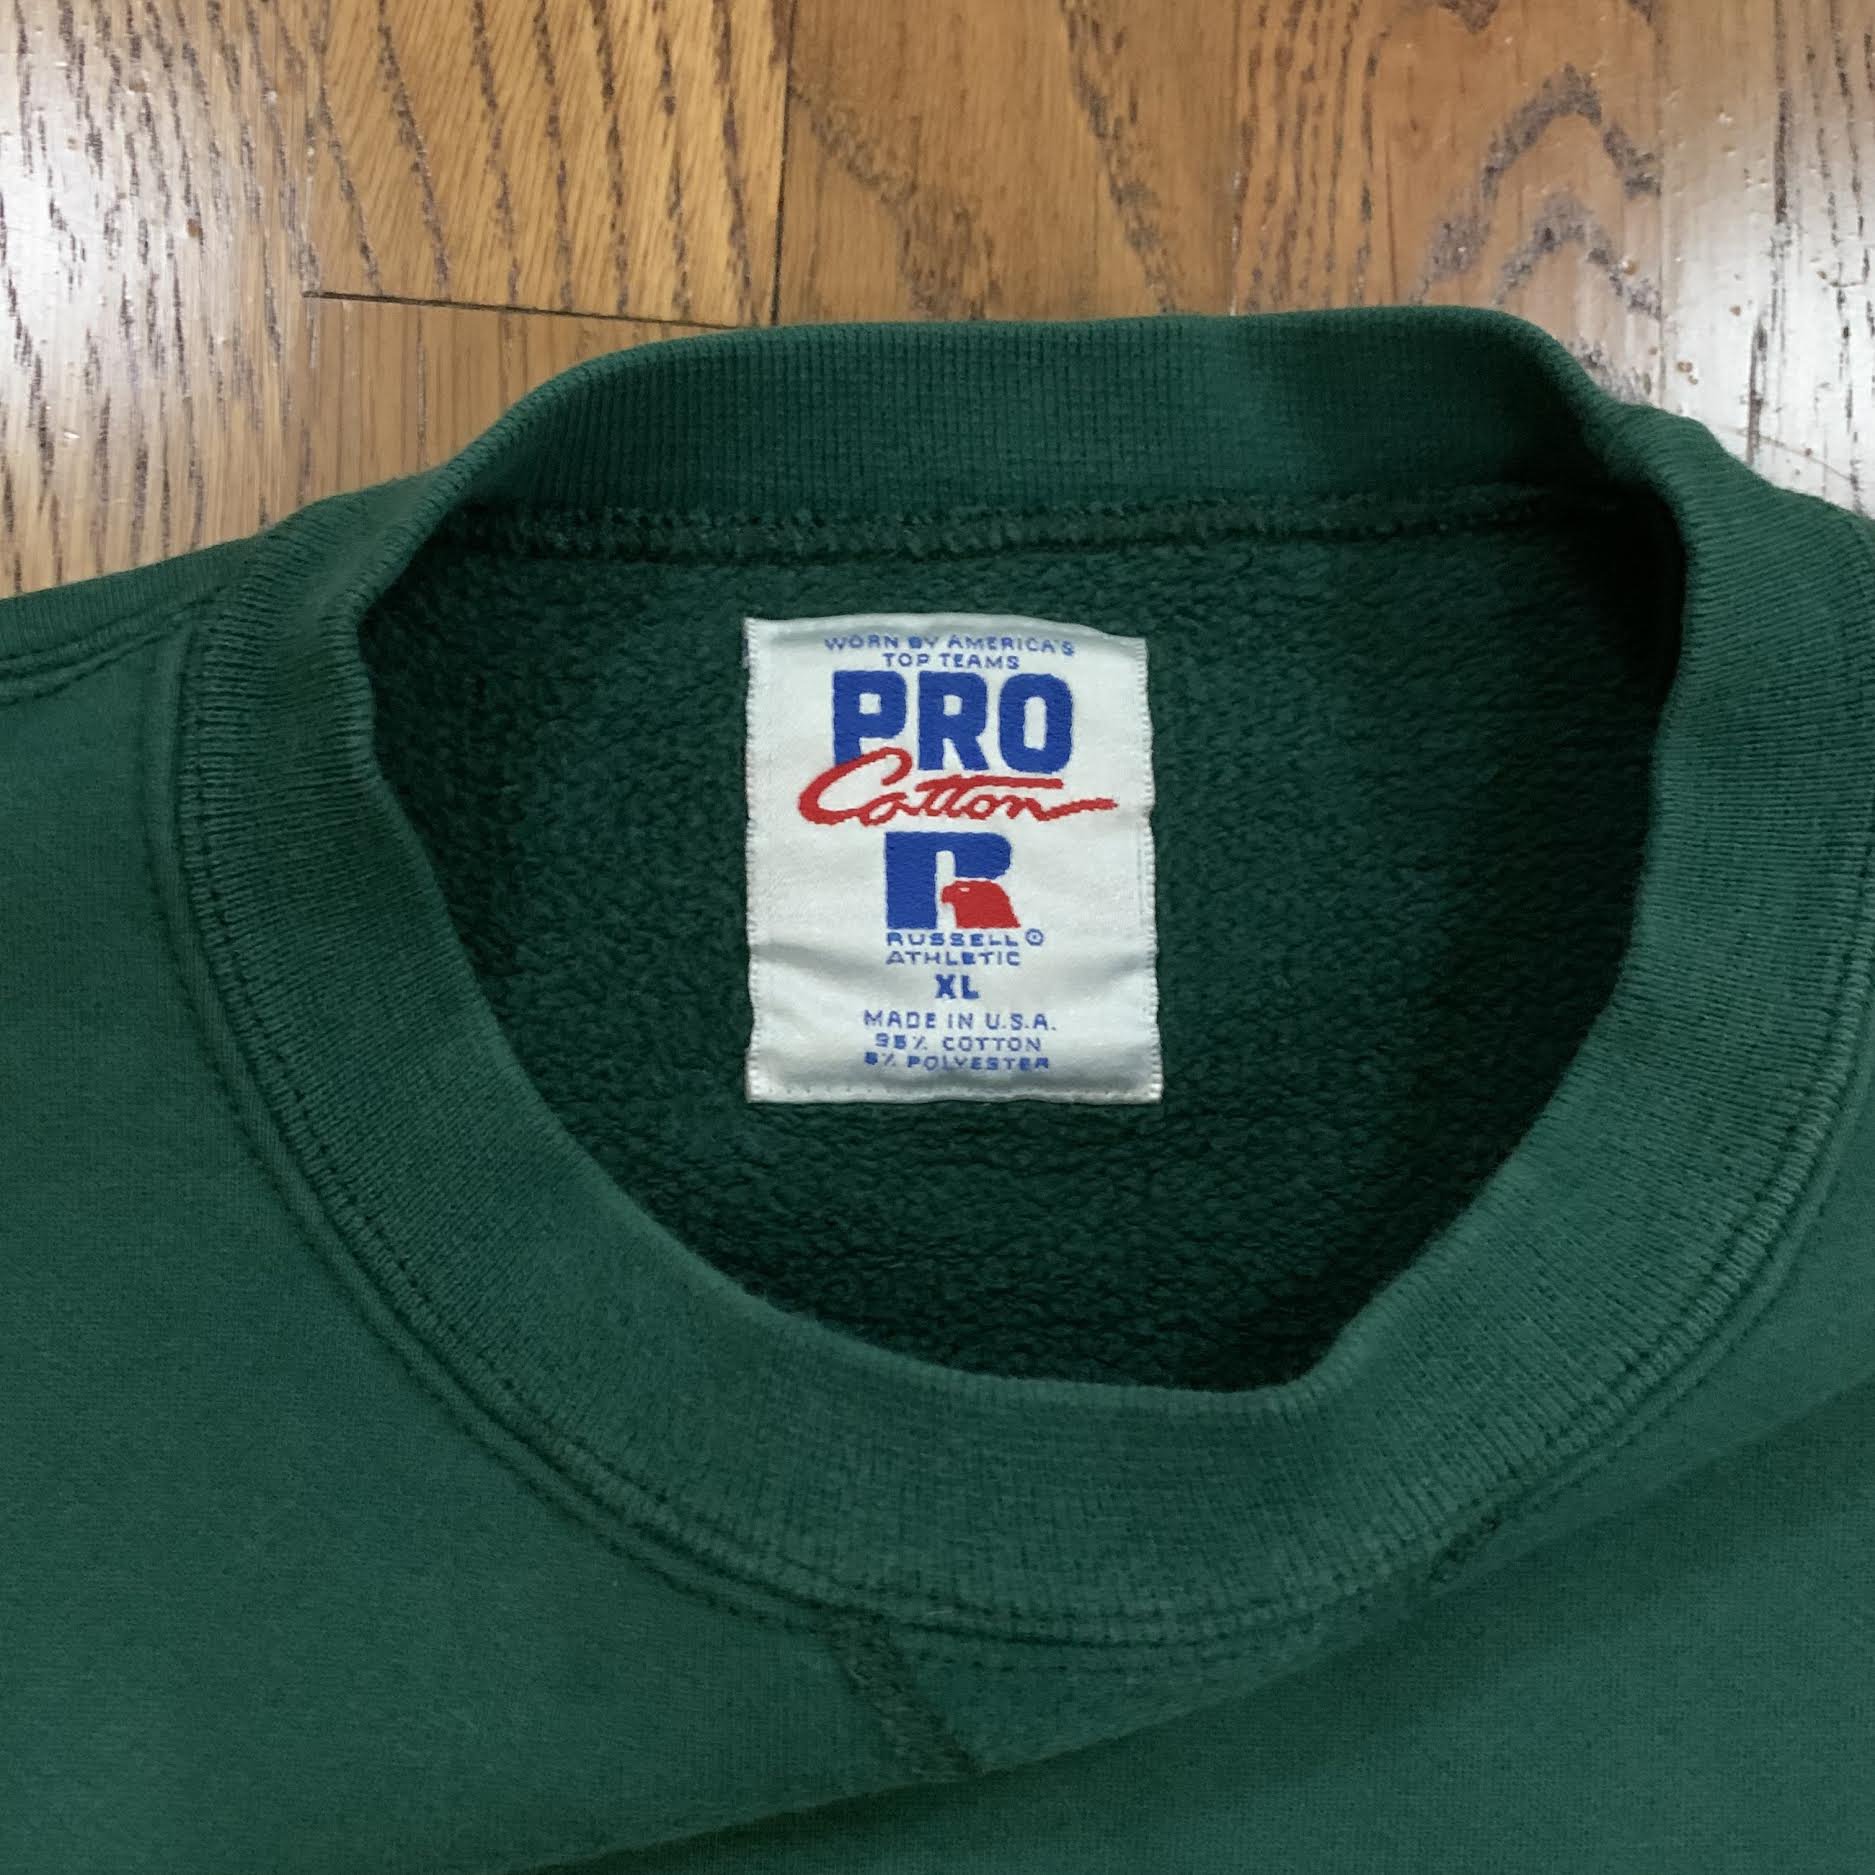 WORN BY AMERICA'S
TOP TEAMS
PRO
Cotton
R
RUSSELL®
ATHLETIC
XL
MADE IN U.S.A.
95% COTTON
5% POLYESTER